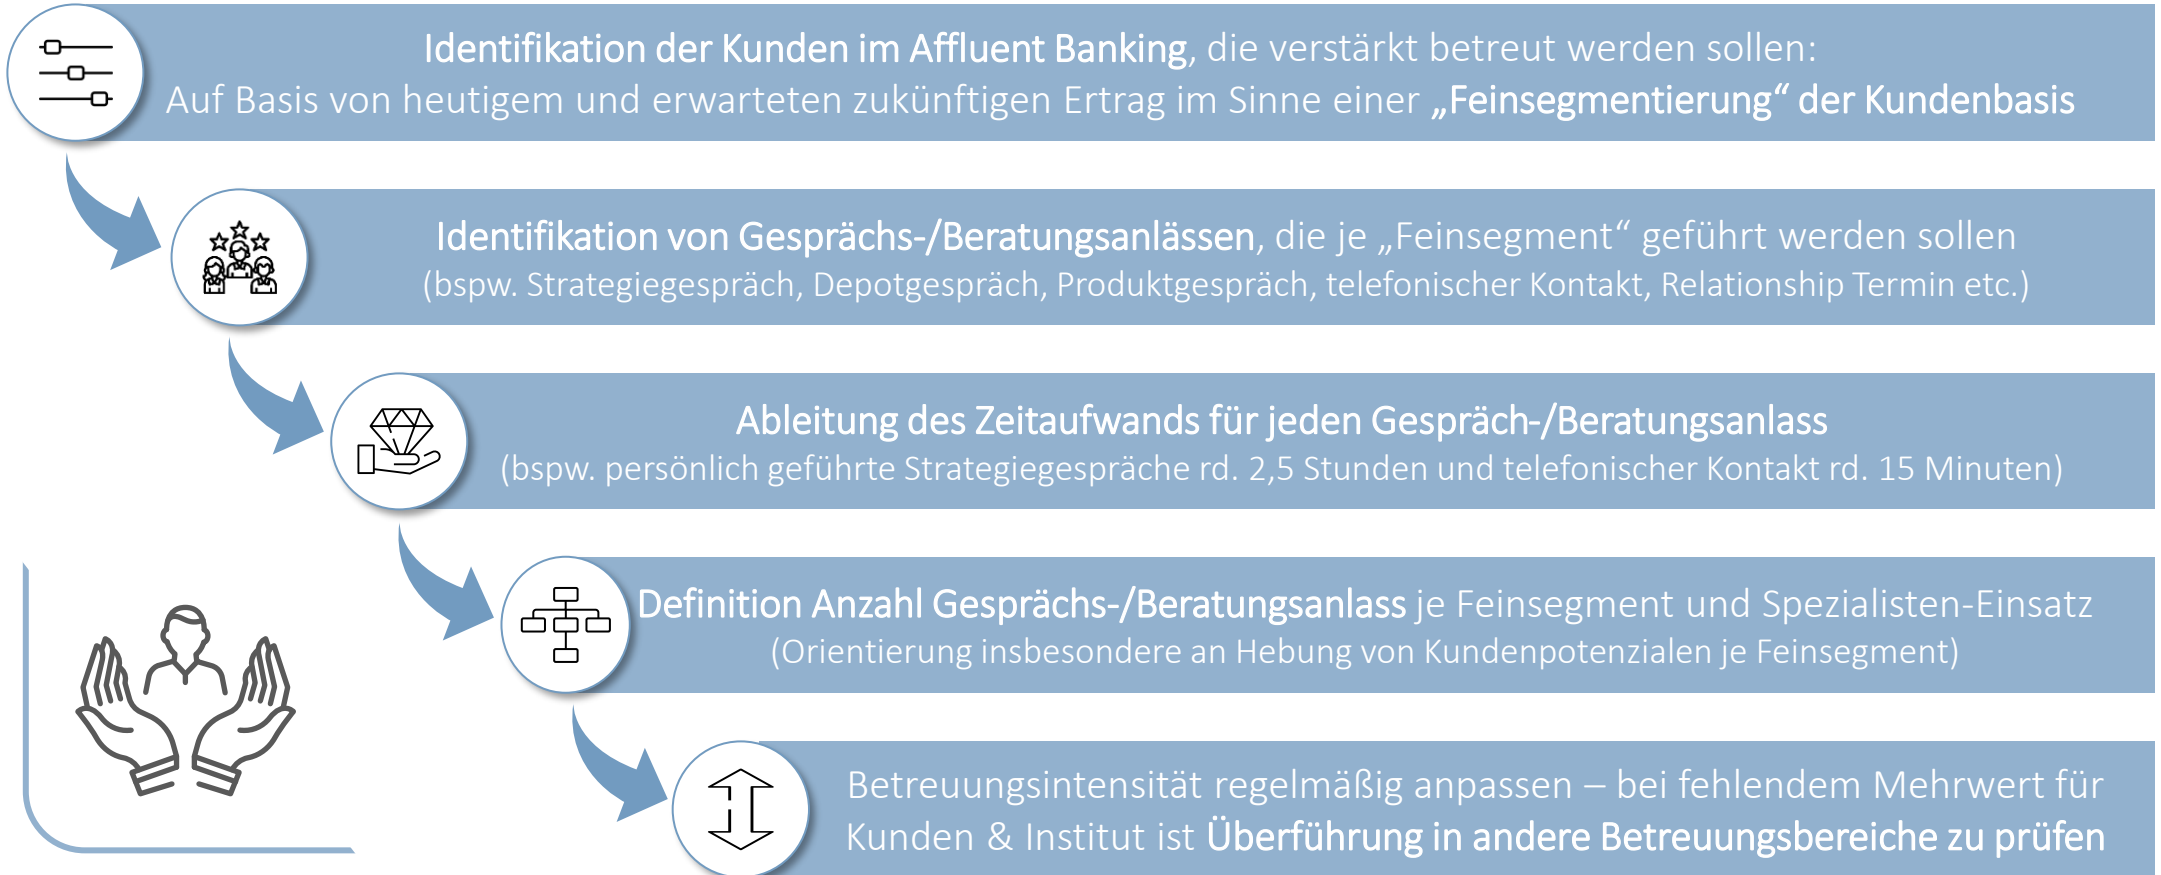 Identifikation der Kunden im Affluent Banking, die verstärkt betreut werden sollen:
Auf Basis von heutigem und erwarteten zukünftigen Ertrag im Sinne einer „Feinsegmentierung“ der Kundenbasis
Identifikation von Gesprächs-/Beratungsanlässen, die je „Feinsegment“ geführt werden sollen
(bspw. Strategiegespräch, Depotgespräch, Produktgespräch, telefonischer Kontakt, Relationship Termin etc.)
Ableitung des Zeitaufwands für jeden Gespräch-/Beratungsanlass
(bspw. persönlich geführte Strategiegespräche rd. 2,5 Stunden und telefonischer Kontakt rd. 15 Minuten)
Definition Anzahl Gesprächs-/Beratungsanlass je Feinsegment und Spezialisten-Einsatz
(Orientierung insbesondere an Hebung von Kundenpotenzialen je Feinsegment)
Betreuungsintensität regelmäßig anpassen – bei fehlendem Mehrwert für
Kunden & Institut ist Überführung in andere Betreuungsbereiche zu prüfen